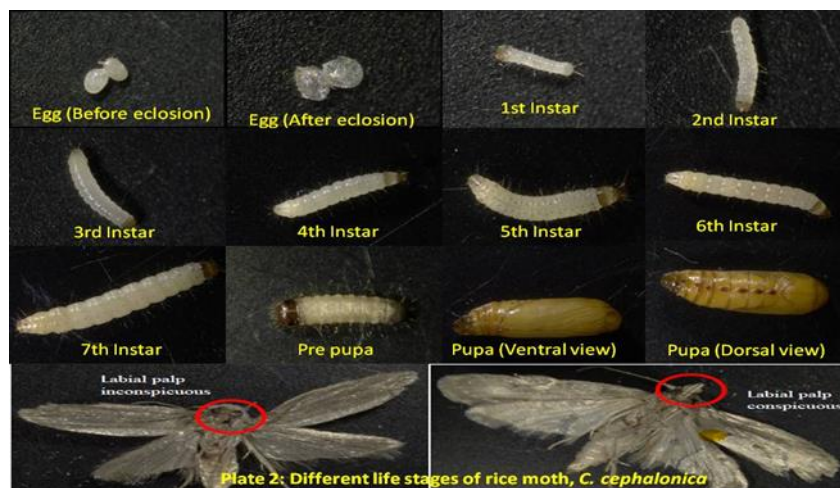 Egg (Before eclosion)
Egg (After eclosion)
1st Instar
2nd Instar
3rd Instar
4th Instar
5th Instar
6th Instar
7th Instar
Pre pupa
Pupa (Ventral view)
Pupa (Dorsal view)
Labial palp
inconspicuous
Labial palp
conspicuous
Plate 2: Different life stages of rice moth, C. cephalonica